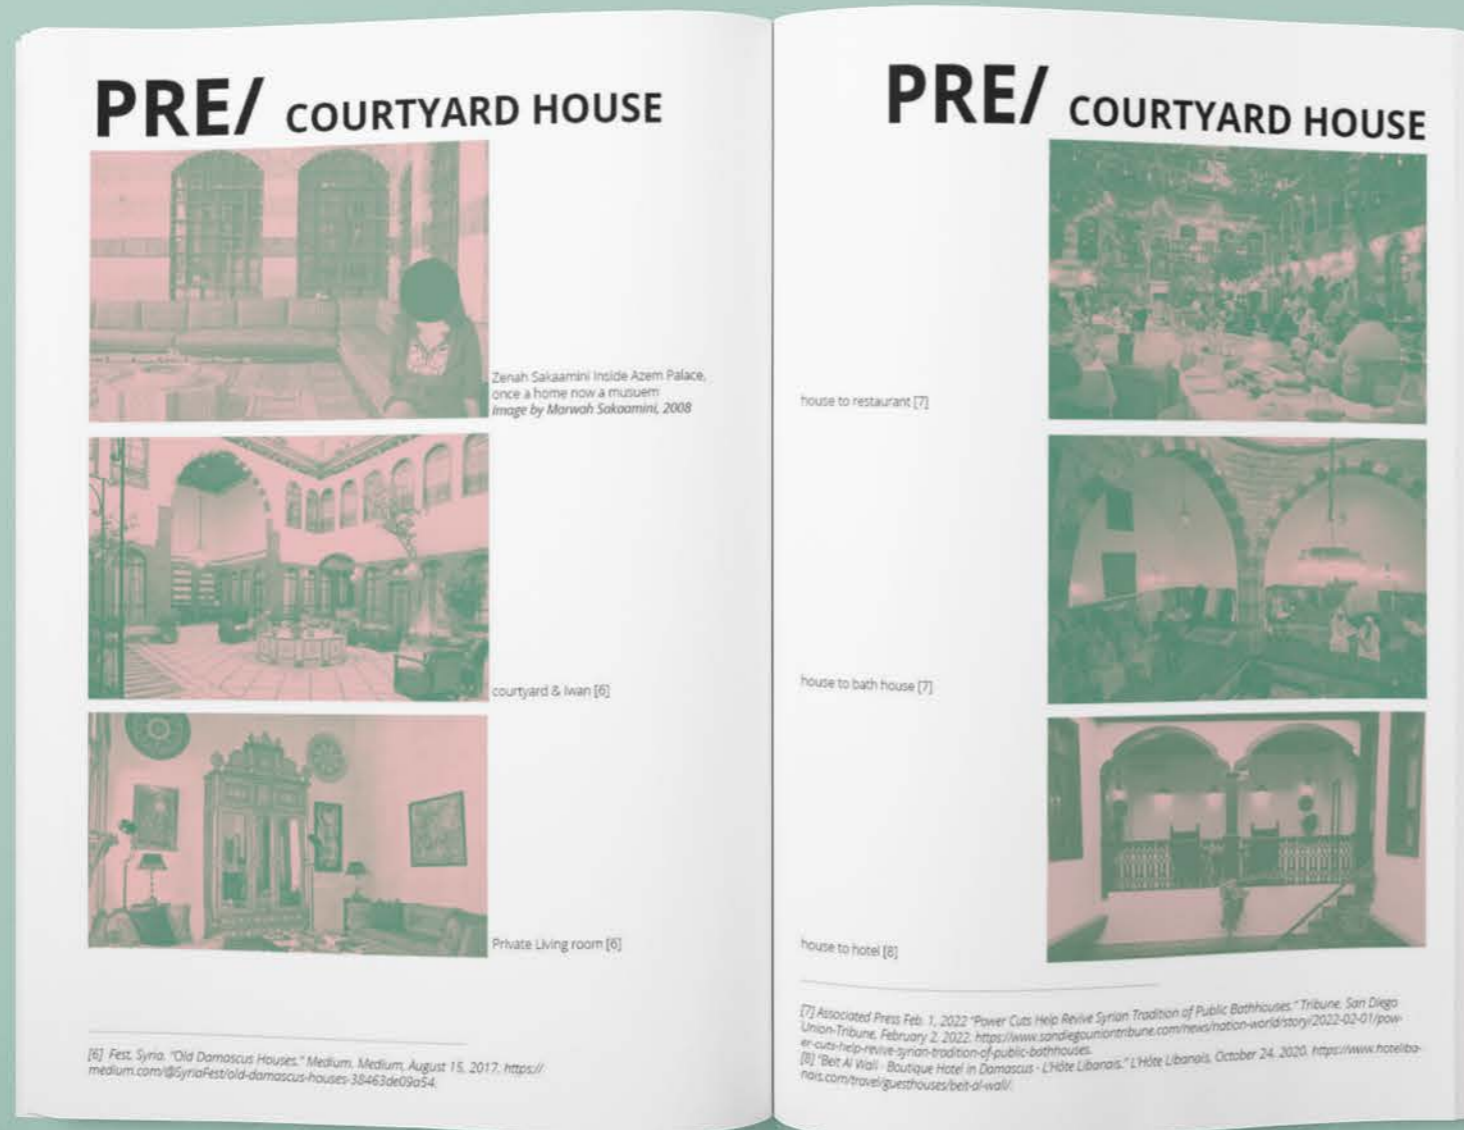 PRE/ COURTYARD HOUSE
Zenah Sakaamini Inside Azem Palace,
once a home now a musuem
Image by Marwah Sakaamini, 2008
courtyard & Iwan [6]
Private Living room [6]
[6] Fest, Syria. “Old Damascus Houses.” Medium, Medium, August 15, 2017, https://
medium.com/@SyriaFest/old-damascus-houses-38463de09a54.
PRE/ COURTYARD HOUSE
house to restaurant [7]
house to bath house [7]
house to hotel [8]
[7] Associated Press Feb. 1, 2022 “Power Cuts Help Revive Syrian Tradition of Public Bathhouses.” Tribune, San Diego
Union-Tribune, February 2, 2022, https://www.sandiegouniontribune.com/news/nation-world/story/2022-02-01/pow-
er-cuts-help-revive-syrian-tradition-of-public-bathhouses.
[8] “Beit Al Wali - Boutique Hotel in Damascus - L'Hôte Libanais.” L'Hôte Libanais, October 24, 2020, https://www.hoteliba-
nais.com/travel/guesthouses/beit-al-wali/.